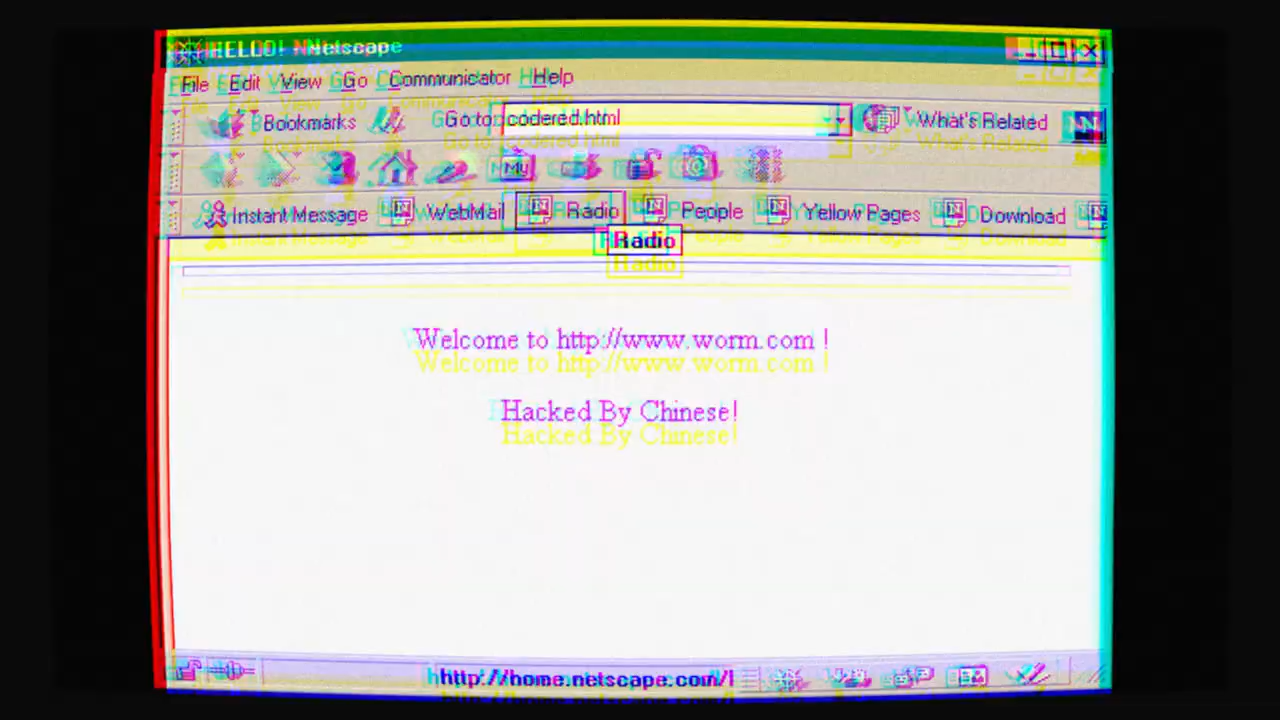 HELLO! - Netscape
File Edit View Go Communicator Help
Bookmarks Go to: codered.html What's Related
My
Instant Message WebMail Radio People Yellow Pages Download
Radio
Welcome to http://www.worm.com !
Hacked By Chinese!
http://home.netscape.com/